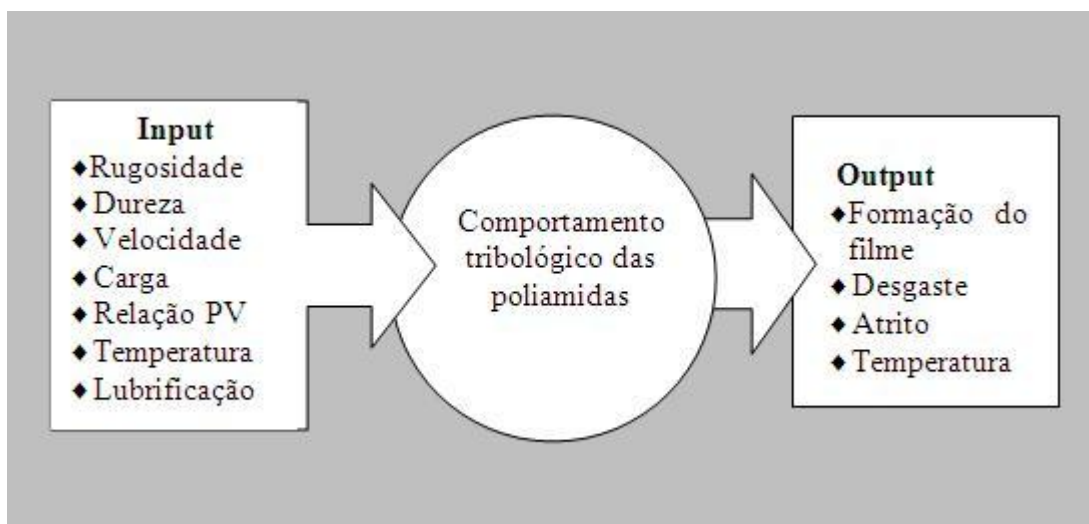 Input
◆Rugosidade
◆Dureza
◆Velocidade
◆Carga
◆Relação PV
◆Temperatura
◆Lubrificação
Comportamento
tribológico das
poliamidas
Output
◆Formação do
filme
◆Desgaste
◆Atrito
◆Temperatura